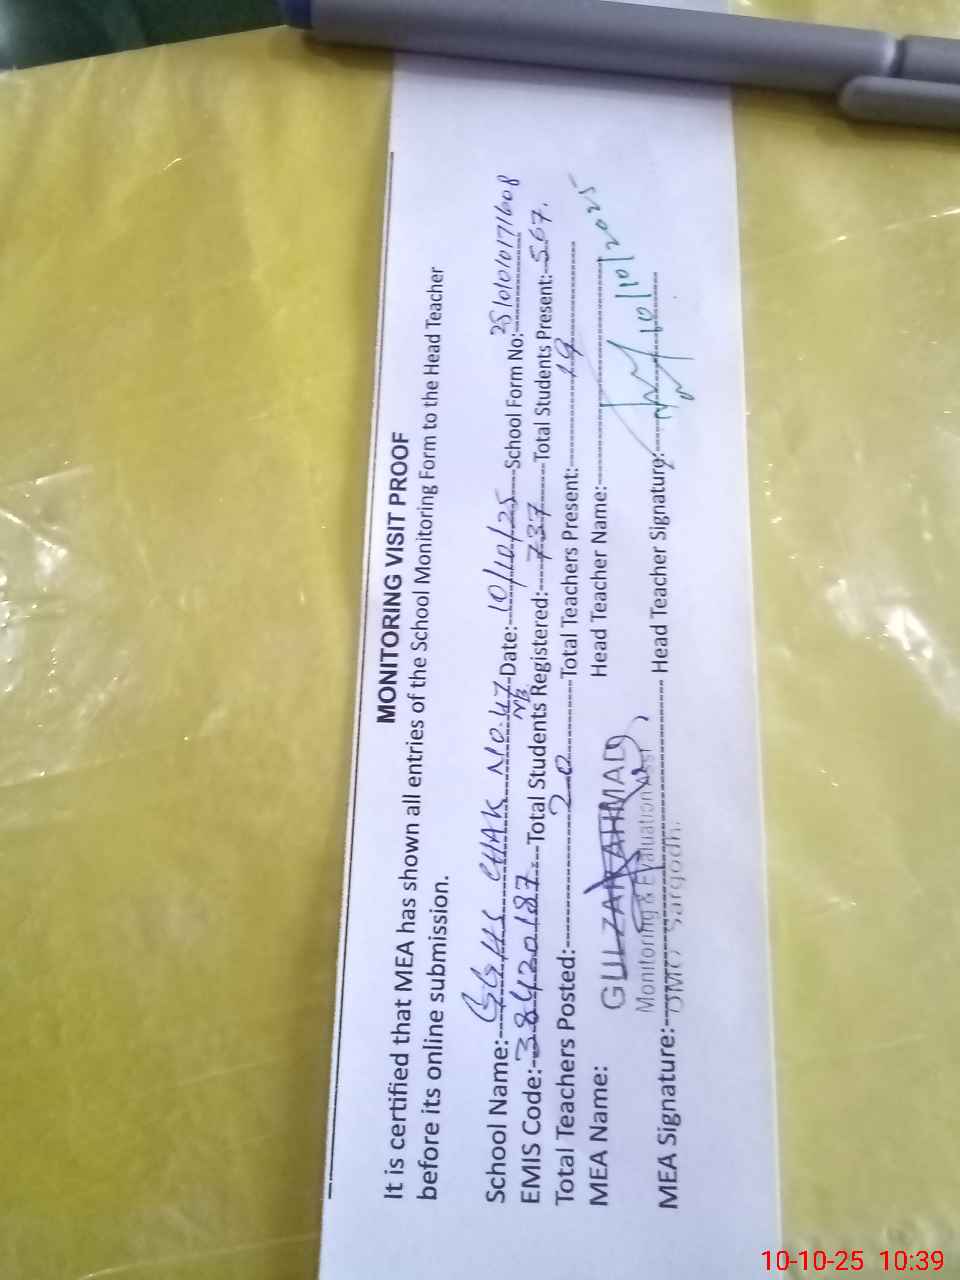 MONITORING VISIT PROOF
It is certified that MEA has shown all entries of the School Monitoring Form to the Head Teacher
before its online submission.
School Name: GGHS CHAK NO. 47 NB Date: 10/10/25 School Form No:
EMIS Code: 38420187 Total Students Registered: 737 Total Students Present: 567.
Total Teachers Posted: 20 Total Teachers Present: 19
MEA Name: GULZAR AHMAD Head Teacher Name:
Monitoring & Evaluation Asst
MEA Signature: Head Teacher Signature: 10/10/2025
DMO Sargodh
10-10-25 10:39